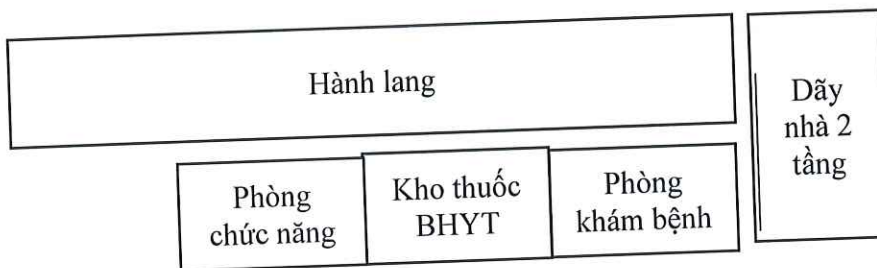 Hành lang
Dãy
nhà 2
tầng
Phòng
chức năng
Kho thuốc
BHYT
Phòng
khám bệnh